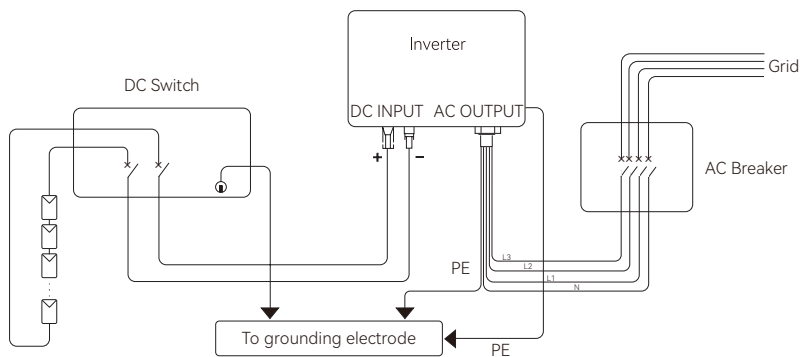 Inverter
Grid
DC Switch
DC INPUT AC OUTPUT
+ −
AC Breaker
L3
L2
PE
L1
N
To grounding electrode
PE